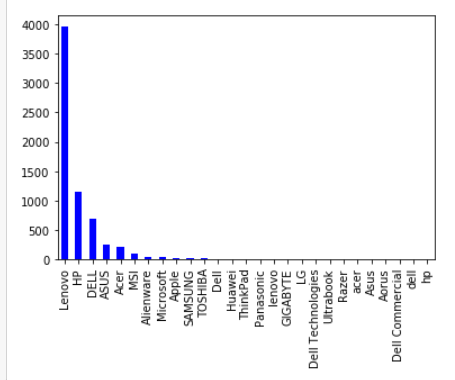 4000
3500
3000
2500
2000
1500
1000
500
0
Lenovo
HP
DELL
ASUS
Acer
MSI
Alienware
Microsoft
Apple
SAMSUNG
TOSHIBA
Dell
Huawei
ThinkPad
Panasonic
lenovo
GIGABYTE
LG
Dell Technologies
Ultrabook
Razer
acer
Asus
Aorus
Dell Commercial
dell
hp